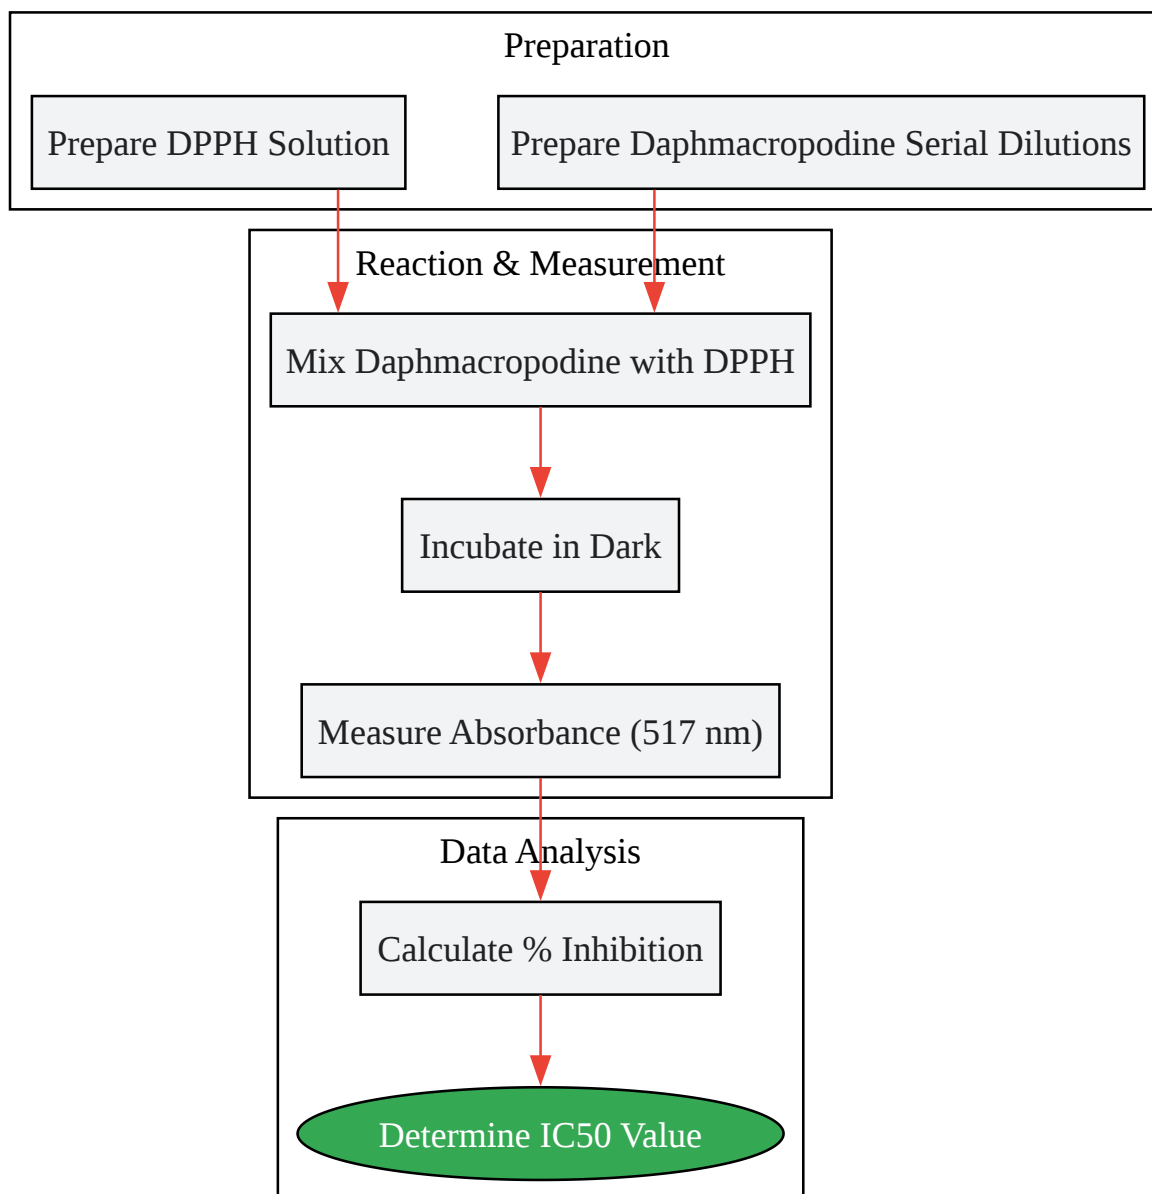 Preparation
Prepare DPPH Solution
Prepare Daphmacropodine Serial Dilutions
Reaction & Measurement
Mix Daphmacropodine with DPPH
Incubate in Dark
Measure Absorbance (517 nm)
Data Analysis
Calculate % Inhibition
Determine IC50 Value